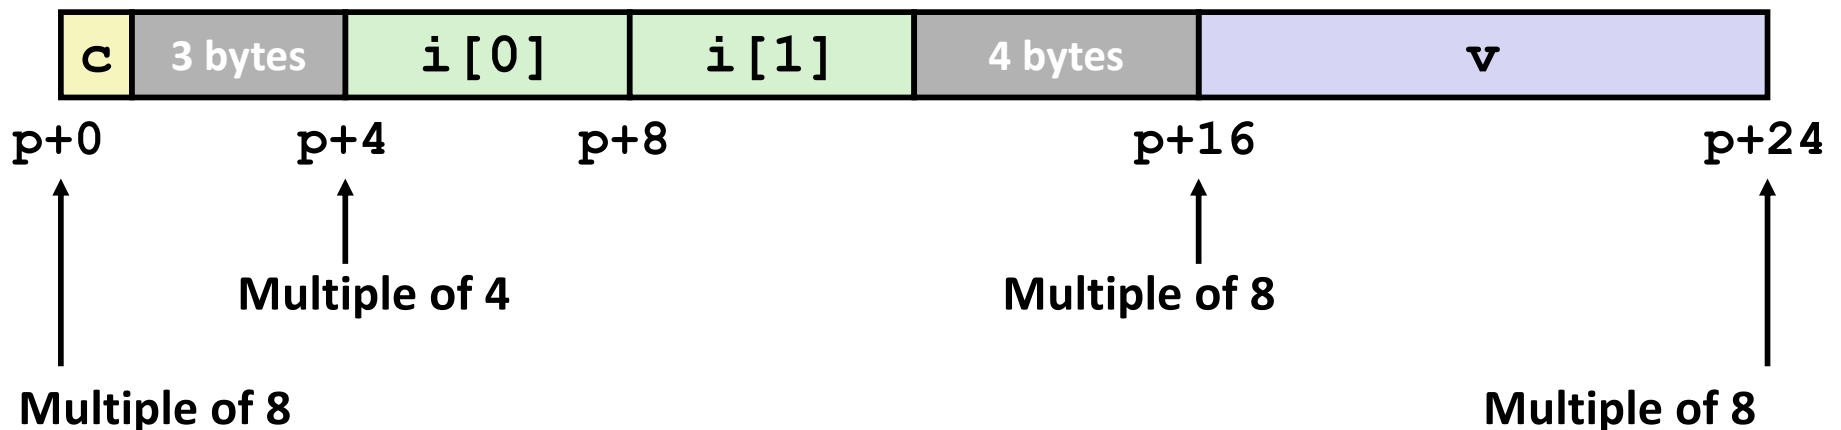 c 3 bytes i[0] i[1] 4 bytes v
p+0 p+4 p+8 p+16 p+24
Multiple of 4 Multiple of 8
Multiple of 8 Multiple of 8